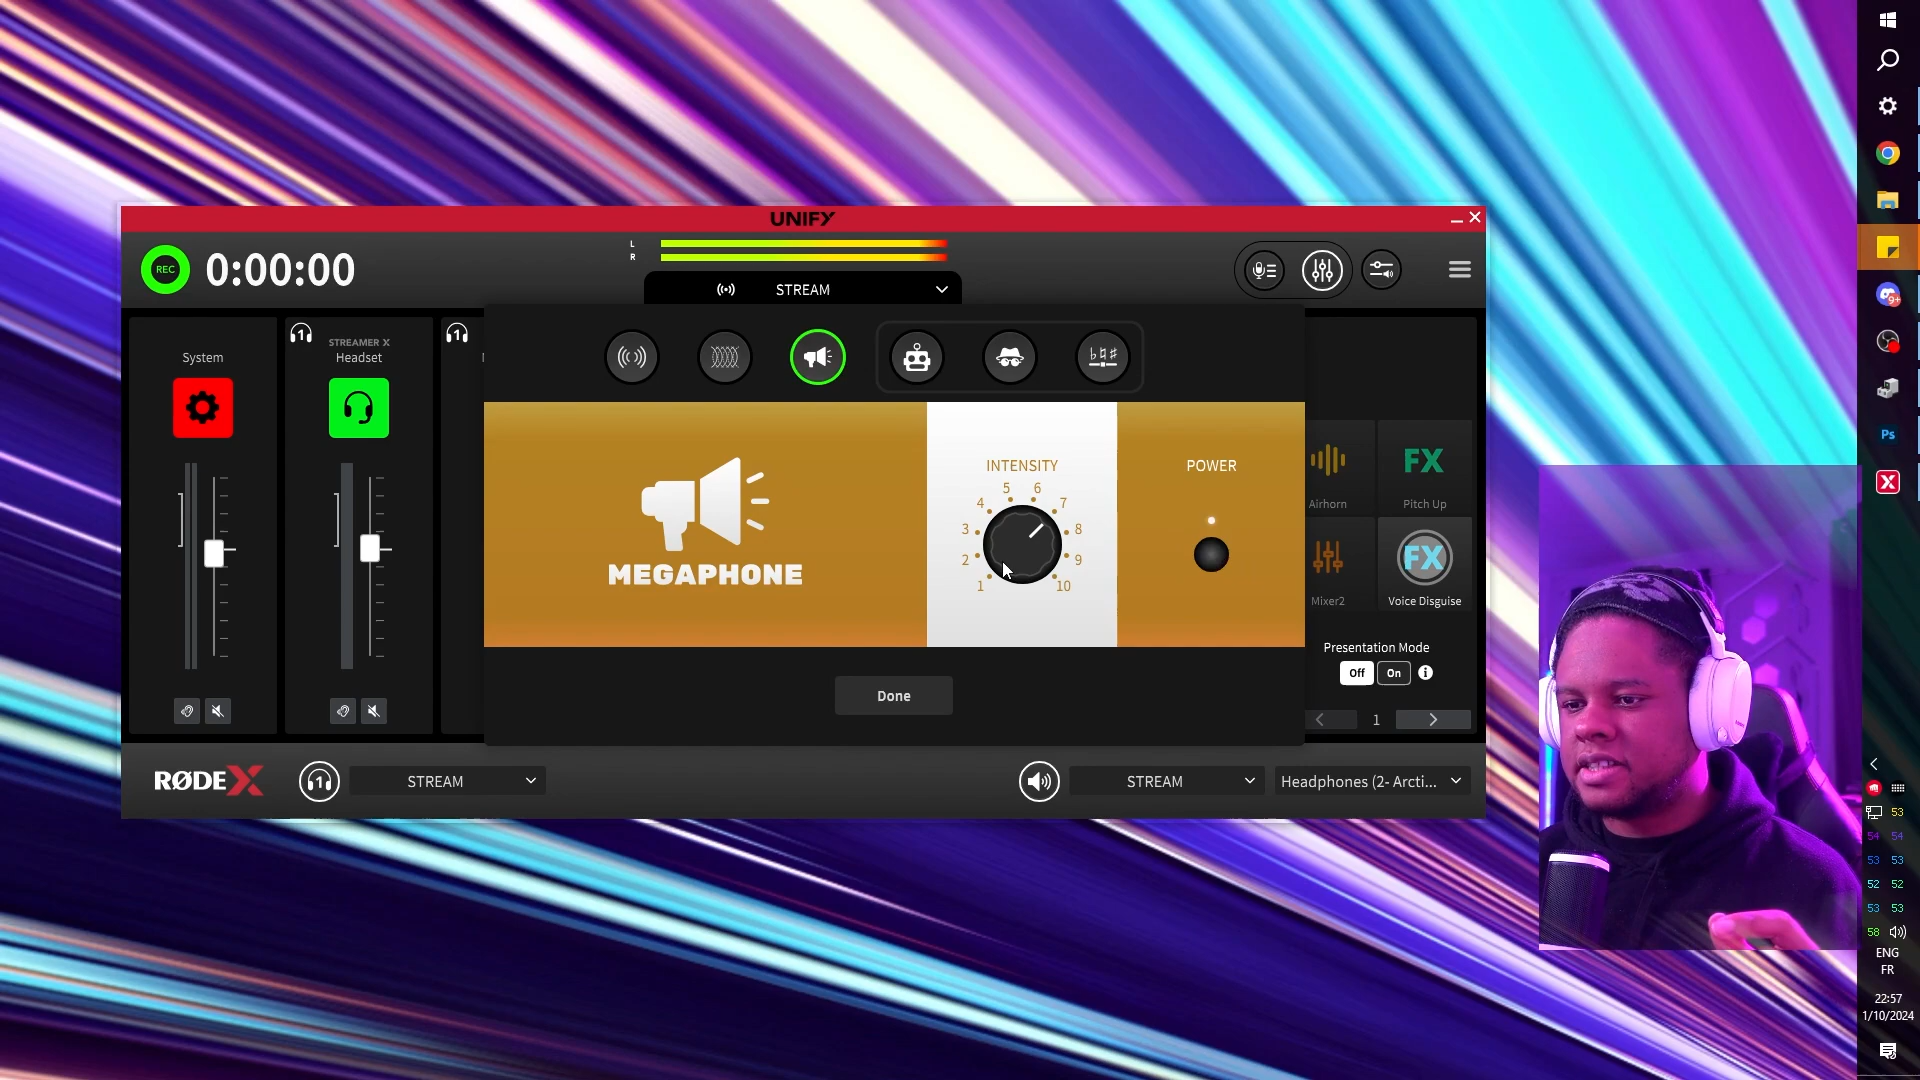 UNIFY
REC
0:00:00
L
R
STREAM
System
STREAMER X
Headset
MEGAPHONE
INTENSITY
1
2
3
4
5
6
7
8
9
10
POWER
Done
FX
Airhorn
Pitch Up
FX
Mixer2
Voice Disguise
Presentation Mode
Off
On
i
1
RØDE X
1
STREAM
STREAM
Headphones (2- Arcti...
9+
Ps
X
53
54 54
53 53
52 52
53 53
58
ENG
FR
22:57
1/10/2024